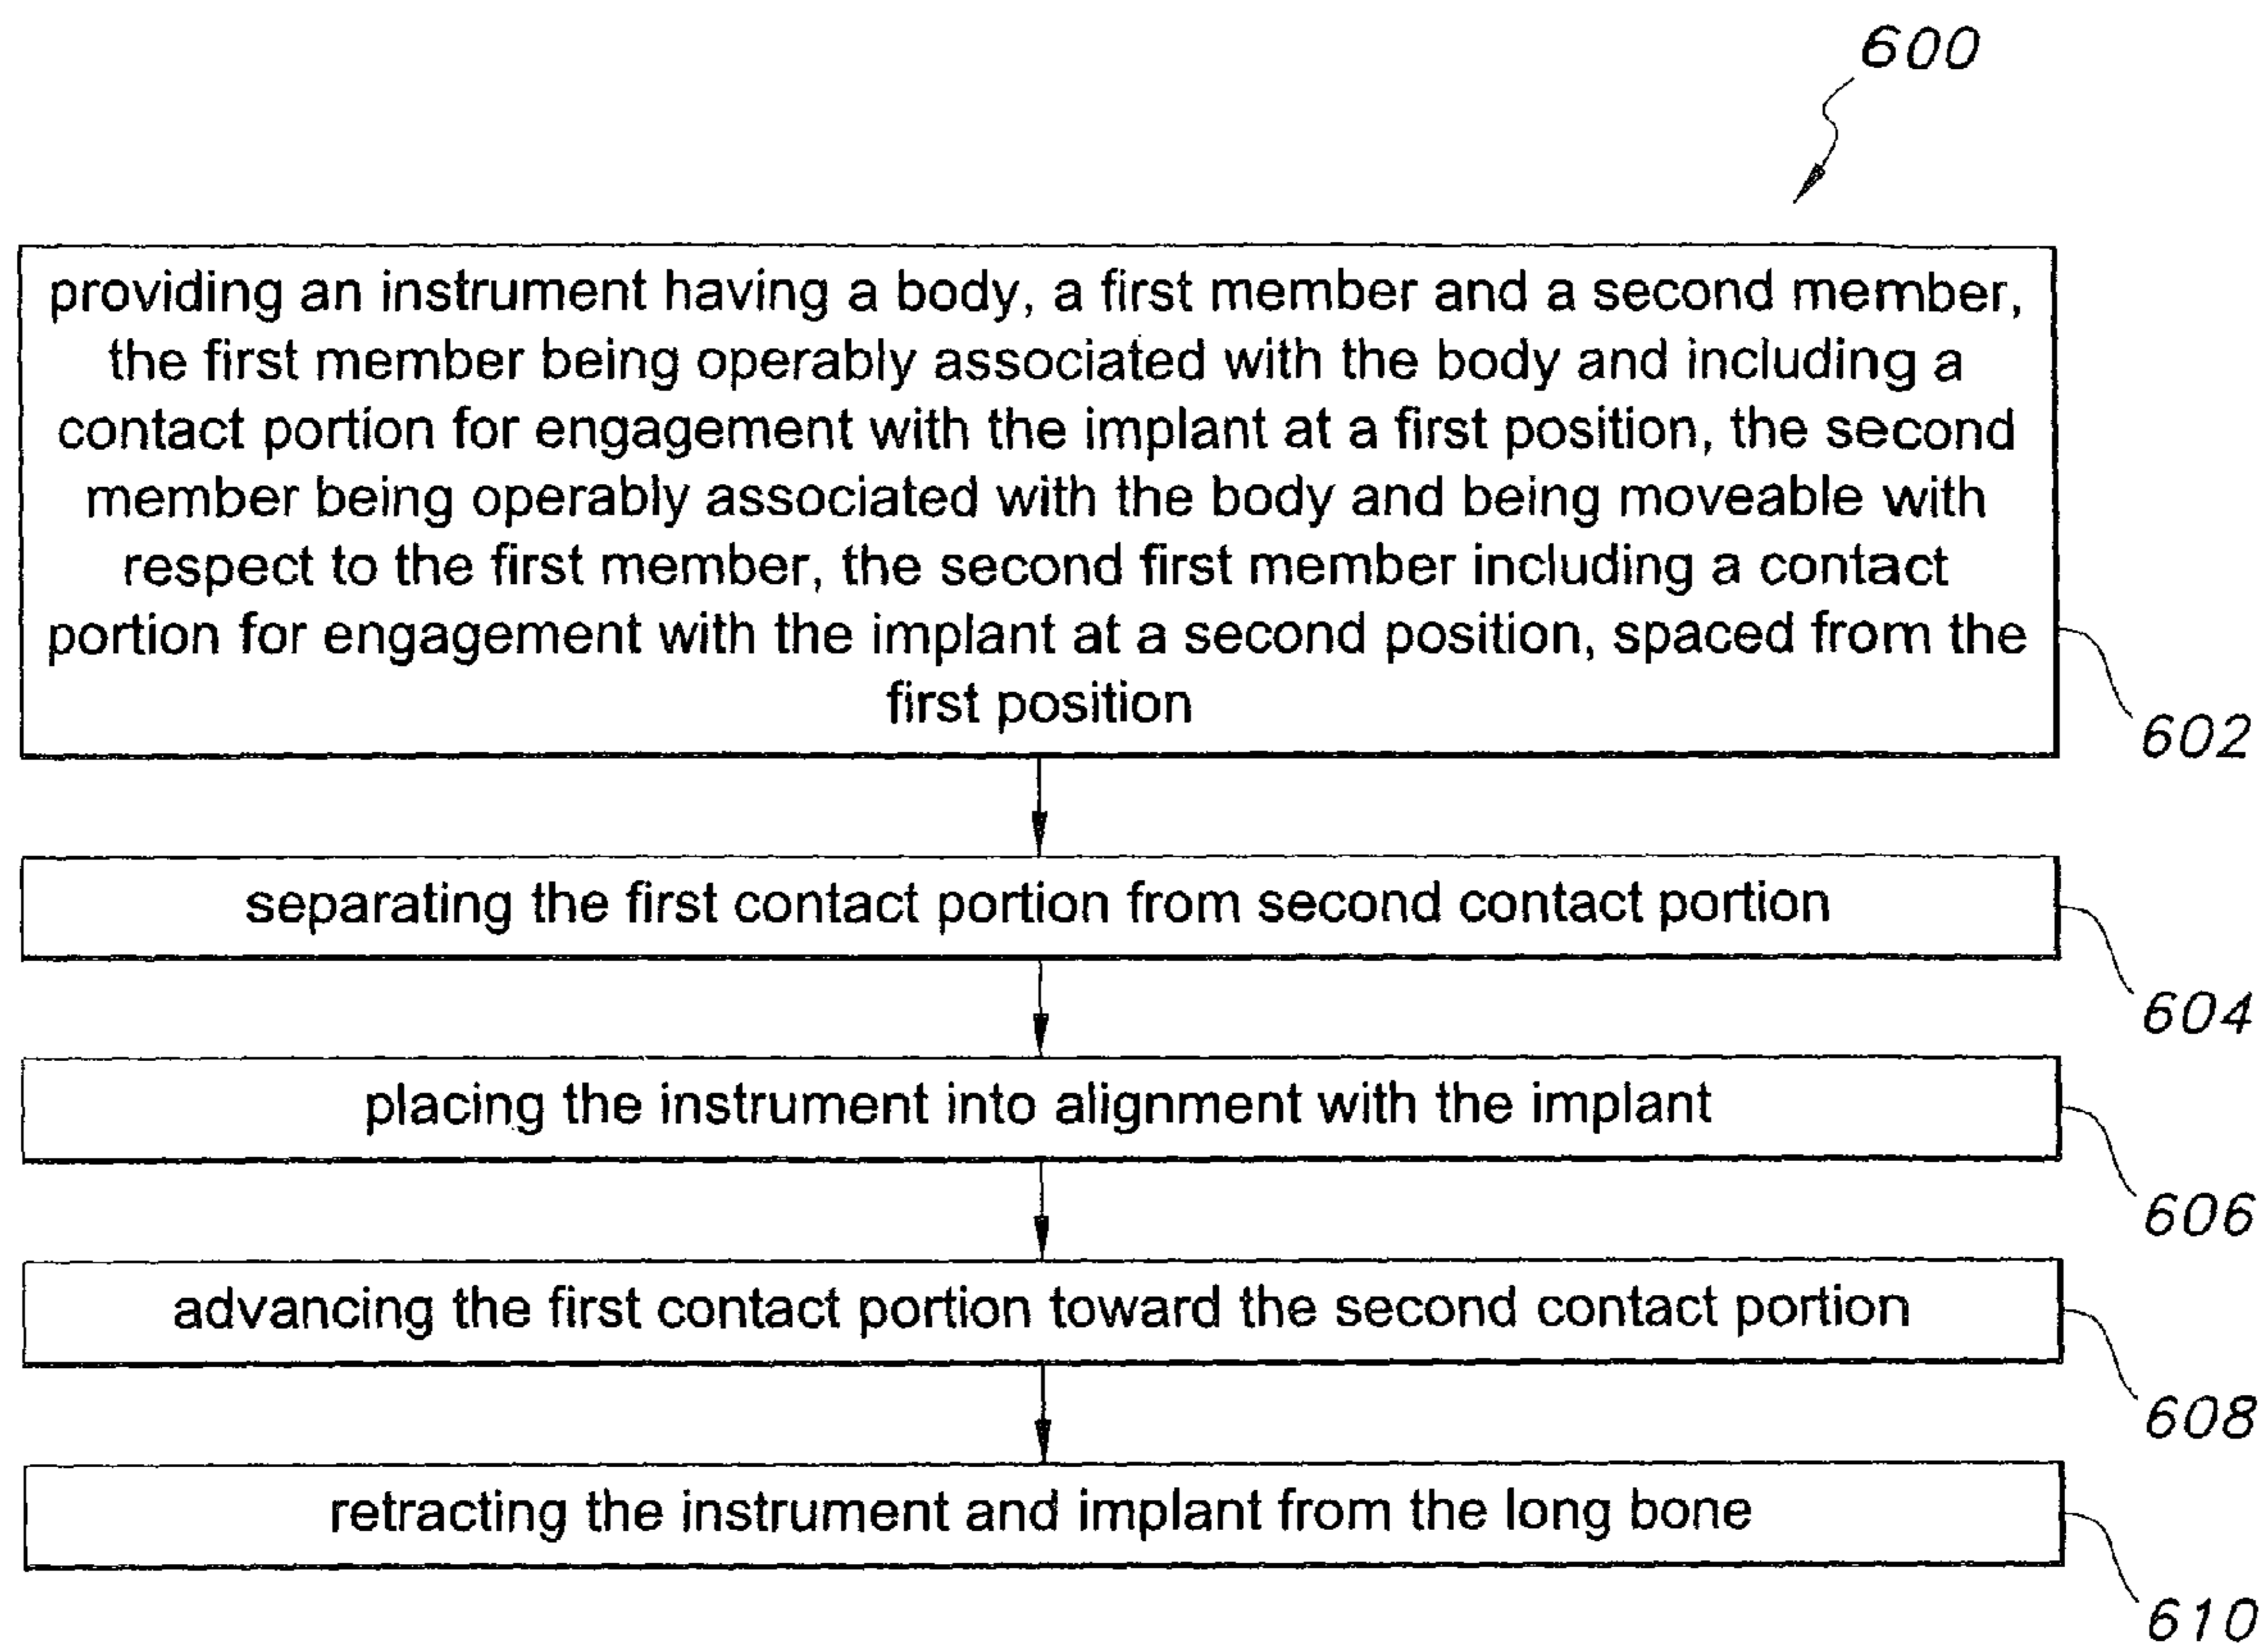 600
providing an instrument having a body, a first member and a second member,
the first member being operably associated with the body and including a
contact portion for engagement with the implant at a first position, the second
member being operably associated with the body and being moveable with
respect to the first member, the second first member including a contact
portion for engagement with the implant at a second position, spaced from the
first position
602
separating the first contact portion from second contact portion
604
placing the instrument into alignment with the implant
606
advancing the first contact portion toward the second contact portion
608
retracting the instrument and implant from the long bone
610